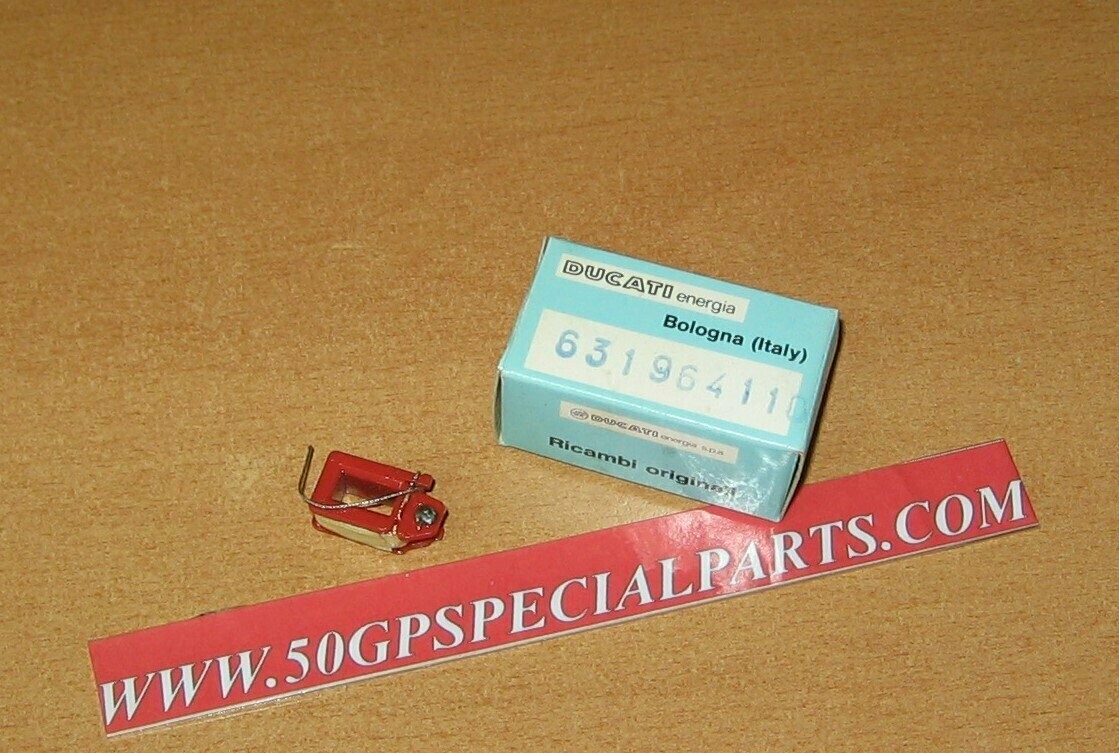 DUCATI energia
Bologna (Italy)
631964110
DUCATI energia s.p.a.
Ricambi originali
WWW.50GPSPECIALPARTS.COM